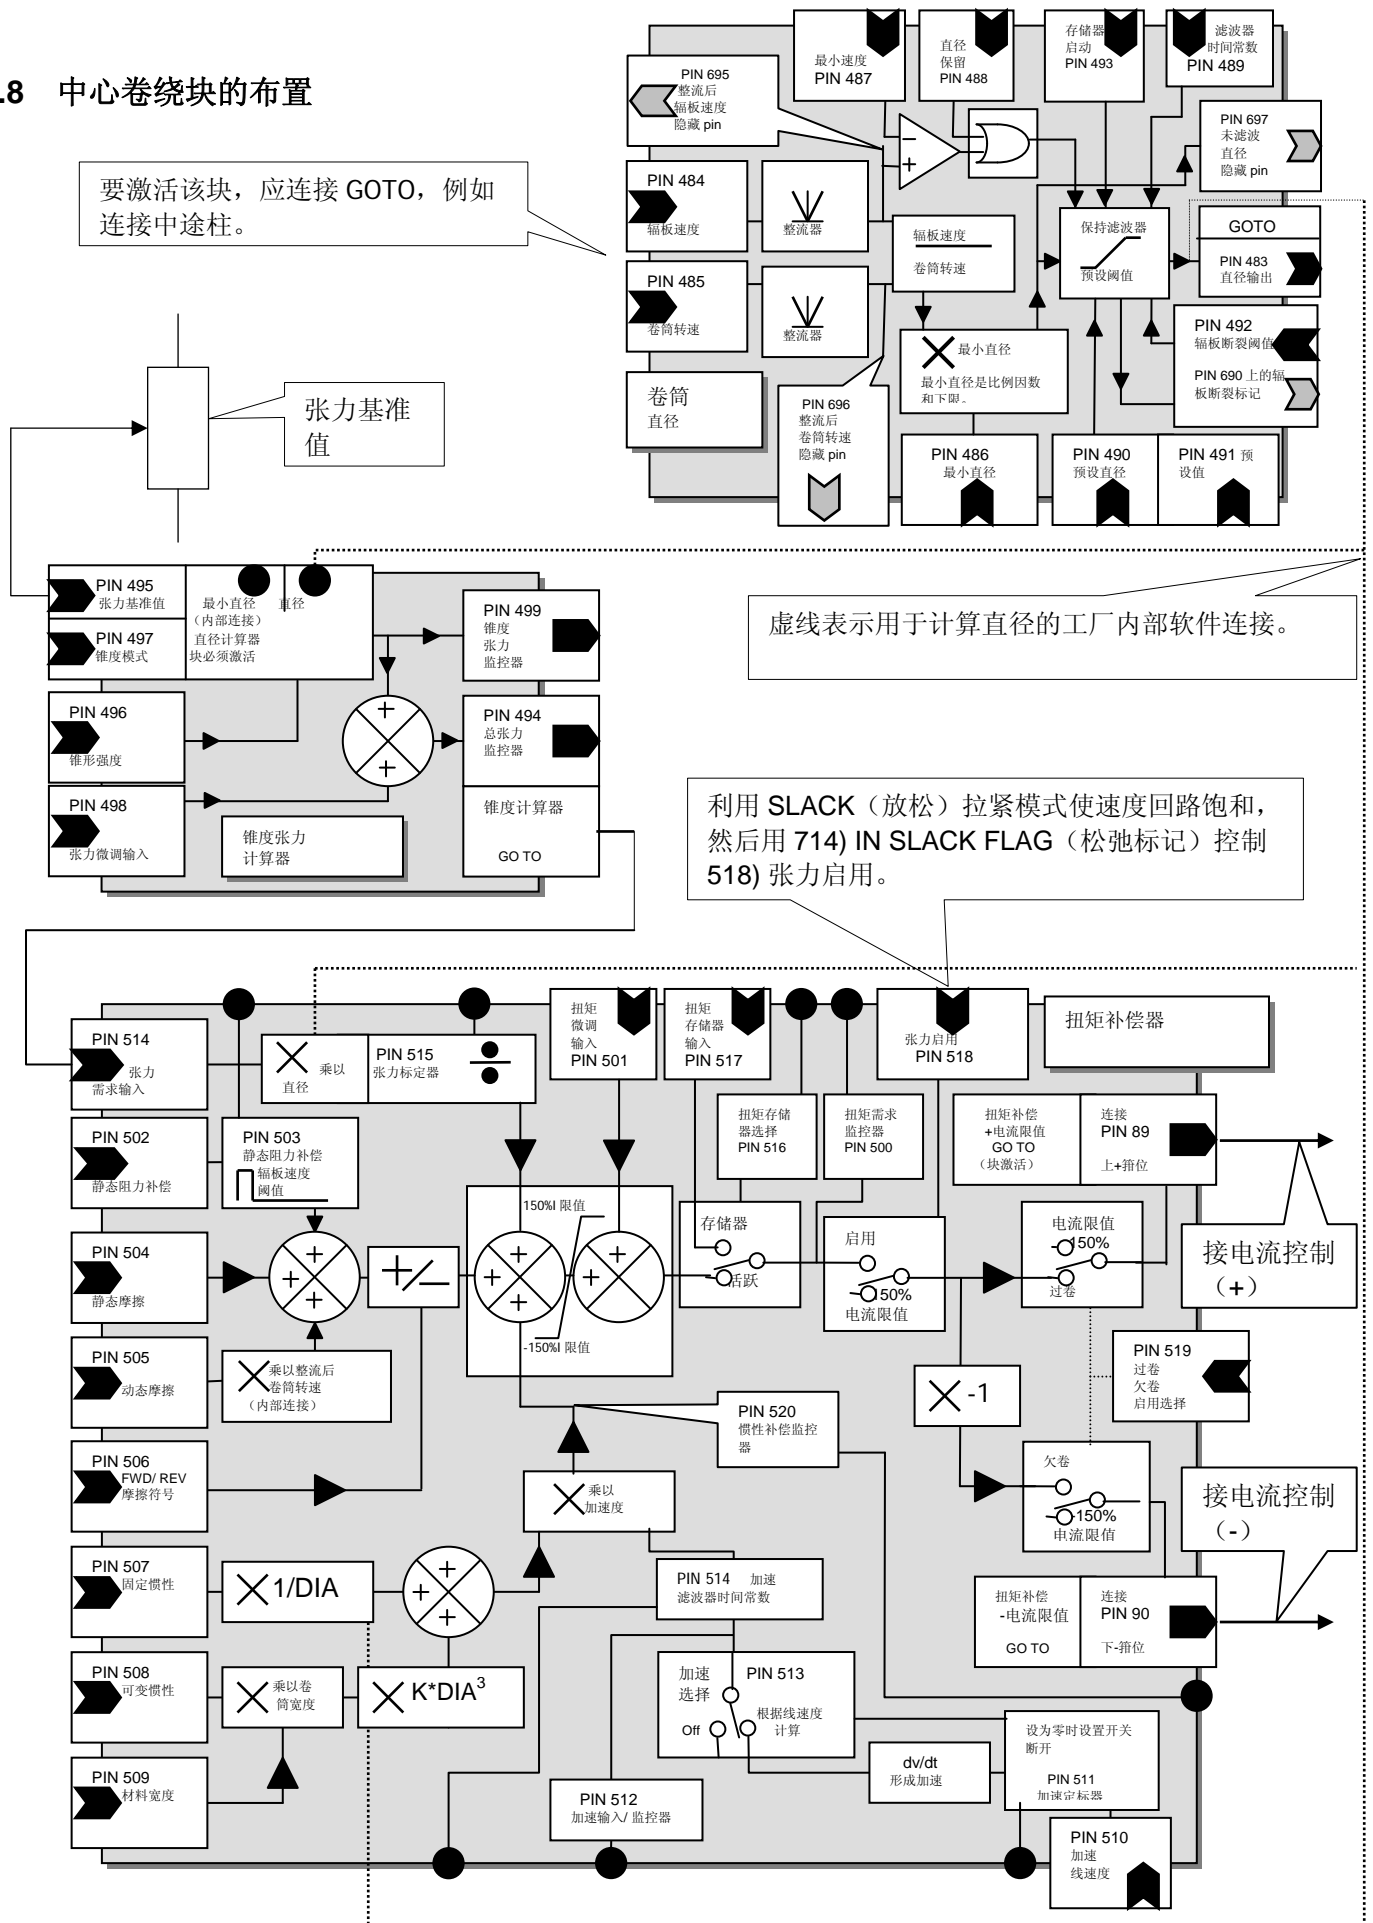 .8 中心卷绕块的布置
要激活该块，应连接 GOTO，例如
连接中途柱。
PIN 695
整流后
辐板速度
隐藏 pin
最小速度
PIN 487
直径
保留
PIN 488
存储器
启动
PIN 493
滤波器
时间常数
PIN 489
PIN 697
未滤波
直径
隐藏 pin
PIN 484
辐板速度
整流器
辐板速度
卷筒转速
保持滤波器
预设阈值
GOTO
PIN 483
直径输出
PIN 485
卷筒转速
整流器
最小直径
最小直径是比例因数
和下限。
PIN 492
辐板断裂阈值
PIN 690 上的辐
板断裂标记
卷筒
直径
PIN 696
整流后
卷筒转速
隐藏 pin
PIN 486
最小直径
PIN 490
预设直径
PIN 491 预
设值
张力基准
值
PIN 495
张力基准值
最小直径
（内部连接）
直径计算器
块必须激活
直径
PIN 497
锥度模式
PIN 499
锥度
张力
监控器
虚线表示用于计算直径的工厂内部软件连接。
PIN 496
锥形强度
PIN 494
总张力
监控器
PIN 498
张力微调输入
锥度张力
计算器
锥度计算器
GO TO
利用 SLACK（放松）拉紧模式使速度回路饱和，
然后用 714) IN SLACK FLAG（松弛标记）控制
518) 张力启用。
PIN 514
张力
需求输入
乘以
直径
PIN 515
张力标定器
扭矩
微调
输入
PIN 501
扭矩
存储器
输入
PIN 517
张力启用
PIN 518
扭矩补偿器
PIN 502
静态阻力补偿
PIN 503
静态阻力补偿
辐板速度
阈值
扭矩存储
器选择
PIN 516
扭矩需求
监控器
PIN 500
扭矩补偿
+电流限值
GO TO
（块激活）
连接
PIN 89
上+箝位
150%I 限值
-150%I 限值
存储器
活跃
启用
150%
电流限值
电流限值
150%
过卷
接电流控制
（+）
PIN 504
静态摩擦
PIN 505
动态摩擦
乘以整流后
卷筒转速
（内部连接）
PIN 519
过卷
欠卷
启用选择
-1
PIN 520
惯性补偿监控
器
PIN 506
FWD/ REV
摩擦符号
乘以
加速度
欠卷
-150%
电流限值
接电流控制
（-）
PIN 507
固定惯性
1/DIA
PIN 514 加速
滤波器时间常数
扭矩补偿
-电流限值
GO TO
连接
PIN 90
下-箝位
PIN 508
可变惯性
乘以卷
筒宽度
K*DIA³
加速
选择
PIN 513
Off
根据线速度
计算
设为零时设置开关
断开
PIN 511
加速定标器
dv/dt
形成加速
PIN 509
材料宽度
PIN 512
加速输入/ 监控器
PIN 510
加速
线速度